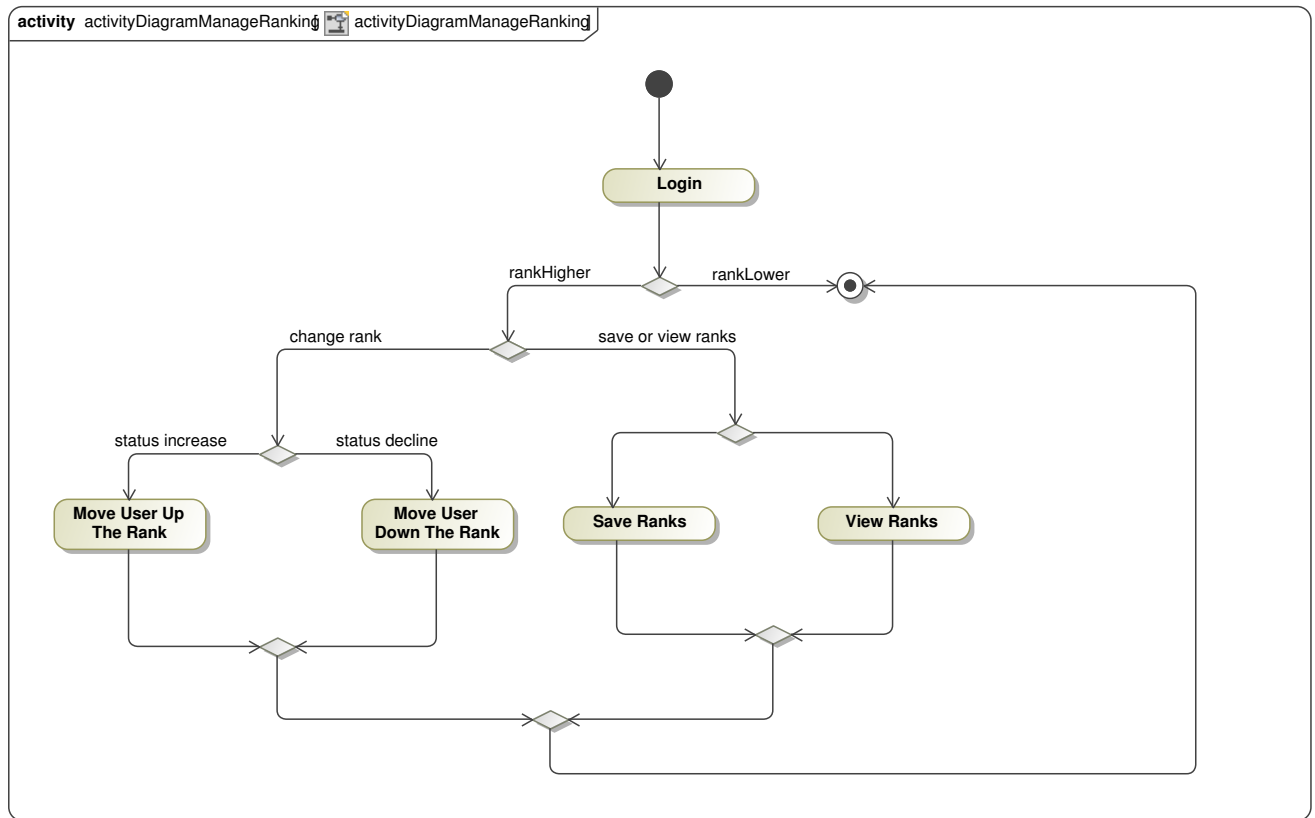 activity activityDiagramManageRanking[ activityDiagramManageRanking]
Login
rankHigher
rankLower
change rank
save or view ranks
status increase
status decline
Move User Up
The Rank
Move User
Down The Rank
Save Ranks
View Ranks